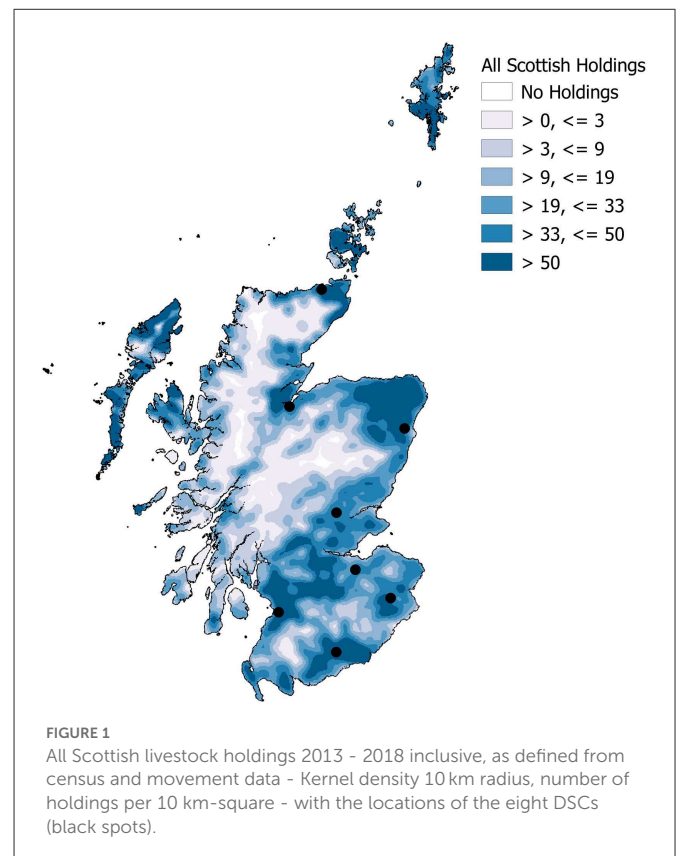 All Scottish Holdings
No Holdings
> 0, <= 3
> 3, <= 9
> 9, <= 19
> 19, <= 33
> 33, <= 50
> 50
FIGURE 1
All Scottish livestock holdings 2013 - 2018 inclusive, as defined from
census and movement data - Kernel density 10 km radius, number of
holdings per 10 km-square - with the locations of the eight DSCs
(black spots).